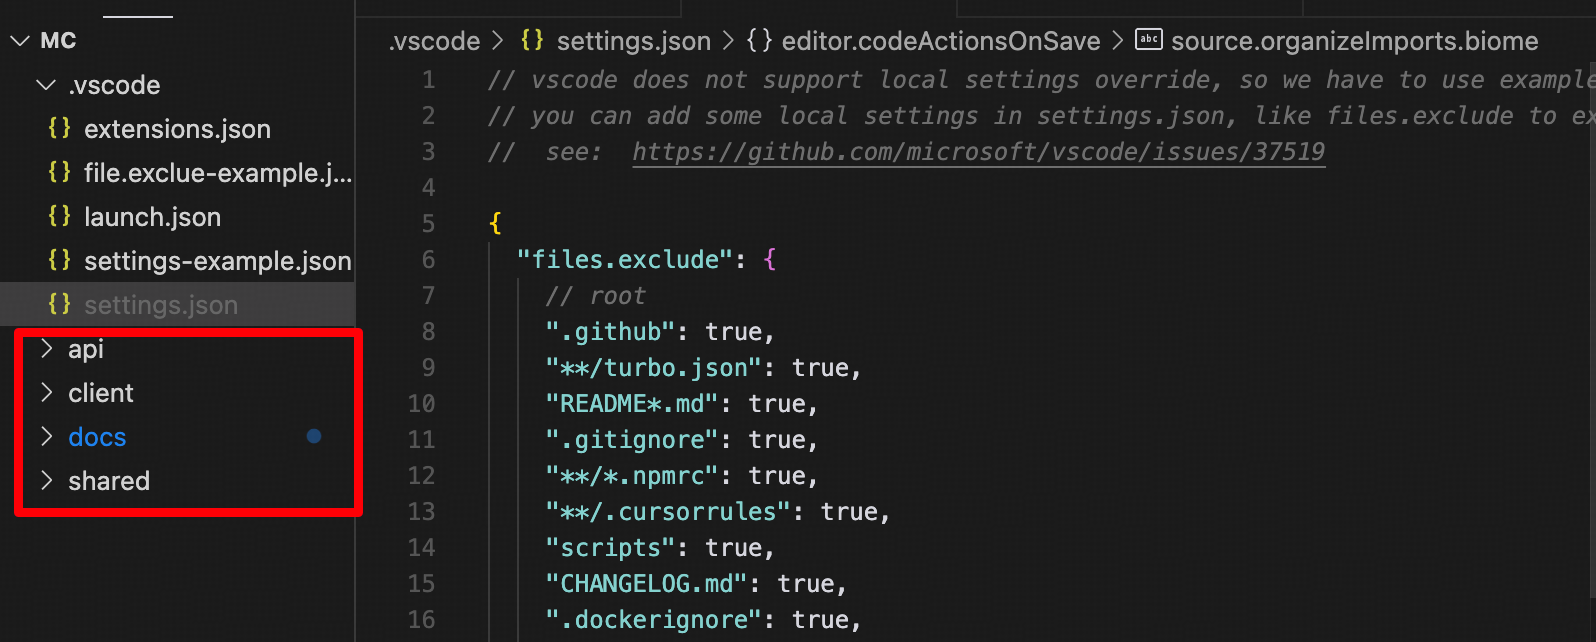 MC
.vscode
extensions.json
file.exclue-example.j...
launch.json
settings-example.json
settings.json
api
client
docs
shared
.vscode > {} settings.json > {} editor.codeActionsOnSave > abc source.organizeImports.biome
1 // vscode does not support local settings override, so we have to use example
2 // you can add some local settings in settings.json, like files.exclude to ex
3 //  see:  https://github.com/microsoft/vscode/issues/37519
4
5 {
6 "files.exclude": {
7 // root
8 ".github": true,
9 "**/turbo.json": true,
10 "README*.md": true,
11 ".gitignore": true,
12 "**/*.npmrc": true,
13 "**/.cursorrules": true,
14 "scripts": true,
15 "CHANGELOG.md": true,
16 ".dockerignore": true,